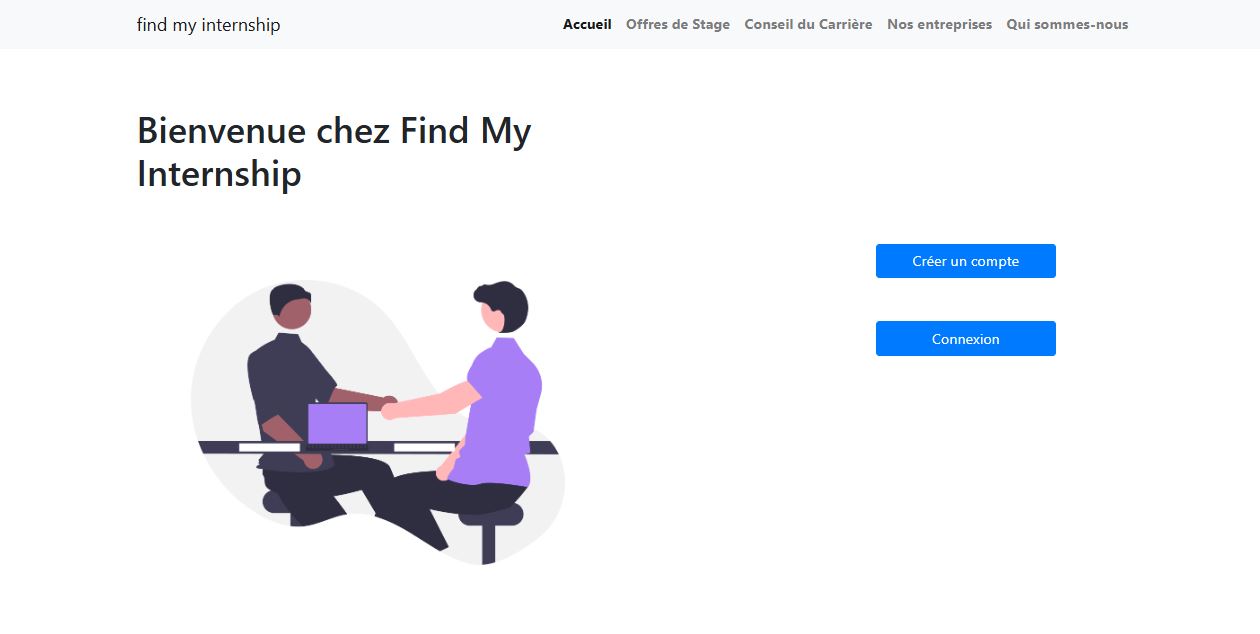 find my internship
Accueil Offres de Stage Conseil du Carrière Nos entreprises Qui sommes-nous
Bienvenue chez Find My
Internship
Créer un compte
Connexion